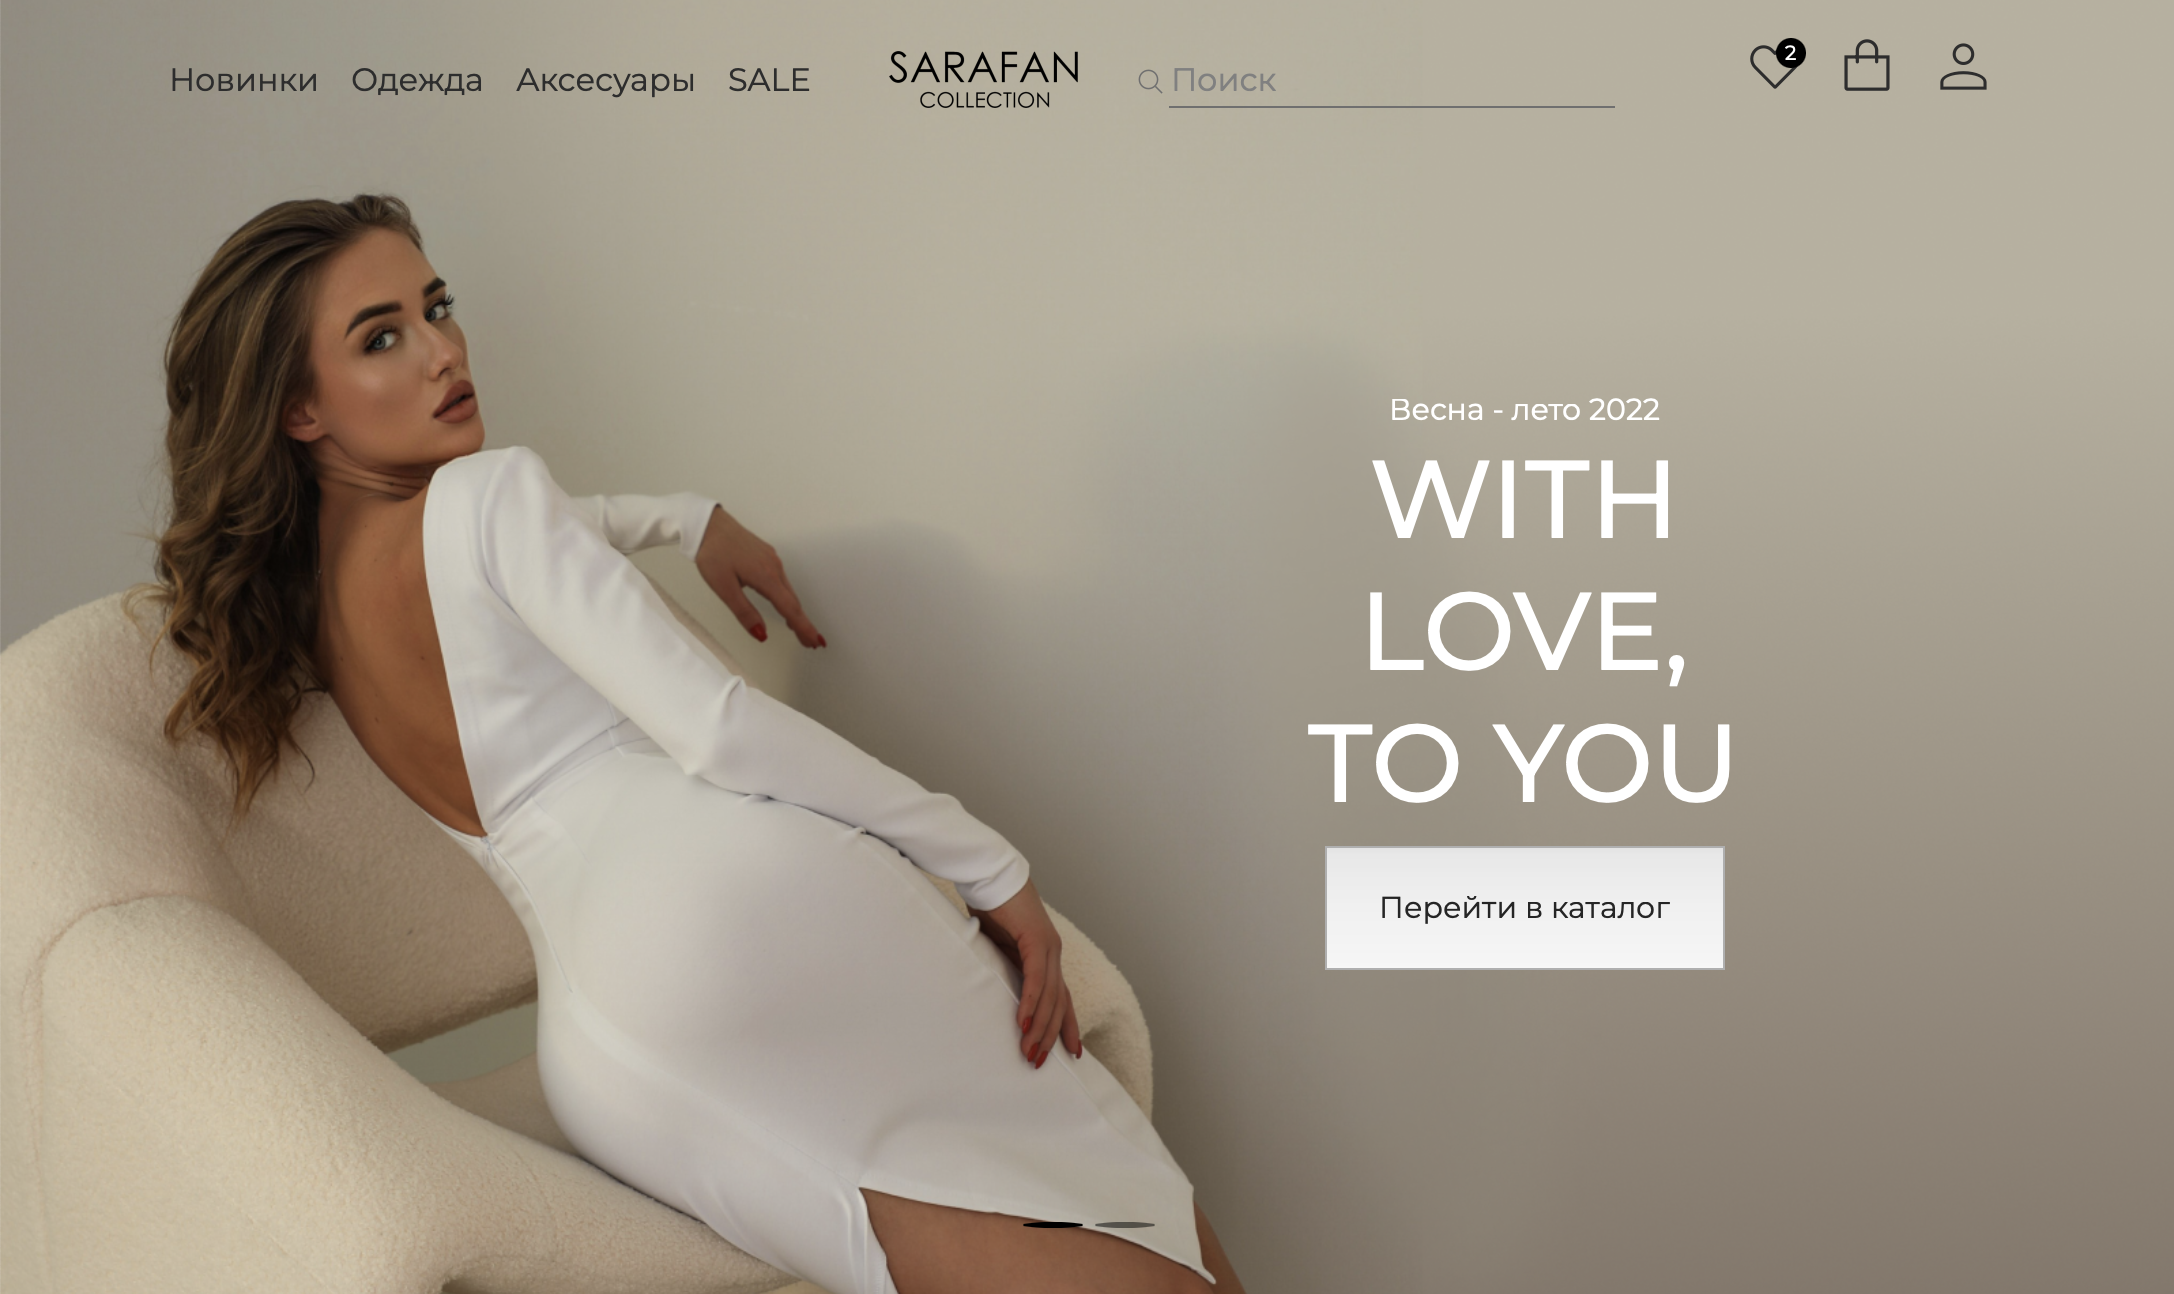 Новинки Одежда Аксесуары SALE
SARAFAN
COLLECTION
Поиск
2
Весна - лето 2022
WITH
LOVE,
TO YOU
Перейти в каталог